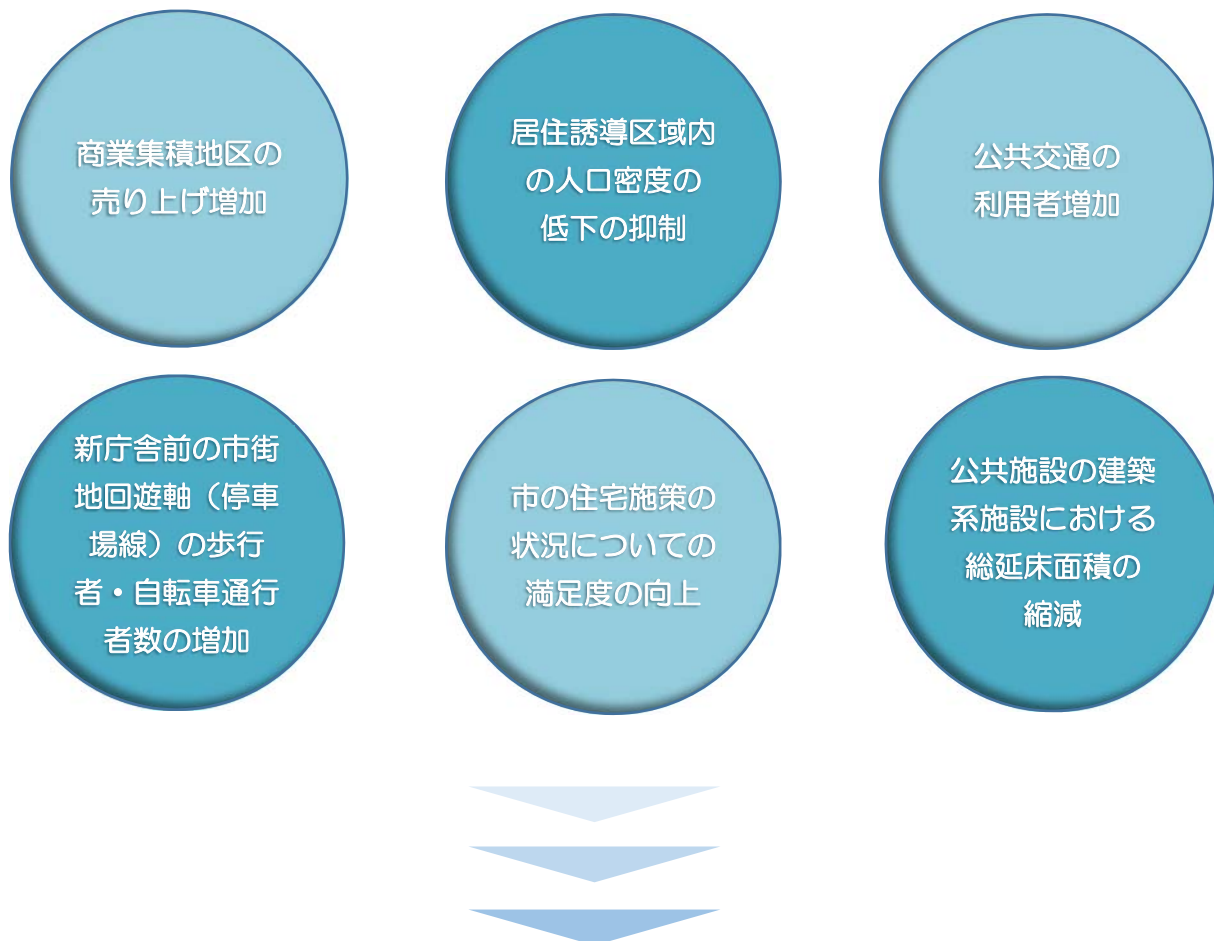 商業集積地区の
売り上げ増加
居住誘導区域内
の人口密度の
低下の抑制
公共交通の
利用者増加
新庁舎前の市街
地回遊軸（停車
場線）の歩行
者・自転車通行
者数の増加
市の住宅施策の
状況についての
満足度の向上
公共施設の建築
系施設における
総延床面積の
縮減